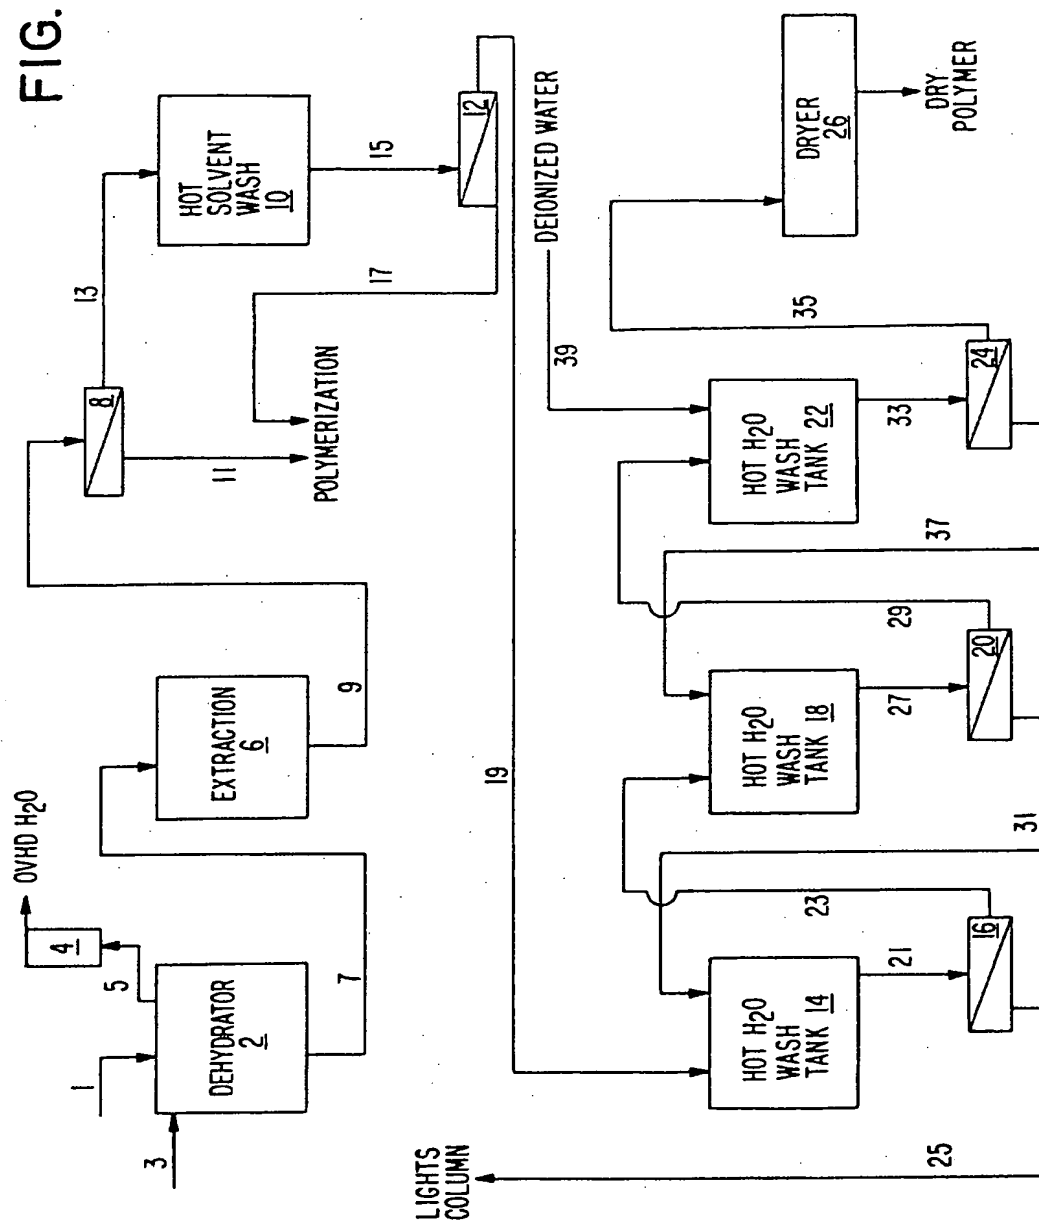 FIG.
OVHD H2O
4
5
1
3
DEHYDRATOR
2
7
EXTRACTION
6
9
8
11
13
POLYMERIZATION
HOT
SOLVENT
WASH
10
15
12
17
19
LIGHTS
COLUMN
25
HOT H2O
WASH
TANK 14
21
16
23
31
HOT H2O
WASH
TANK 18
27
20
29
37
DEIONIZED WATER
39
HOT H2O
WASH
TANK 22
33
24
35
DRYER
26
DRY
POLYMER